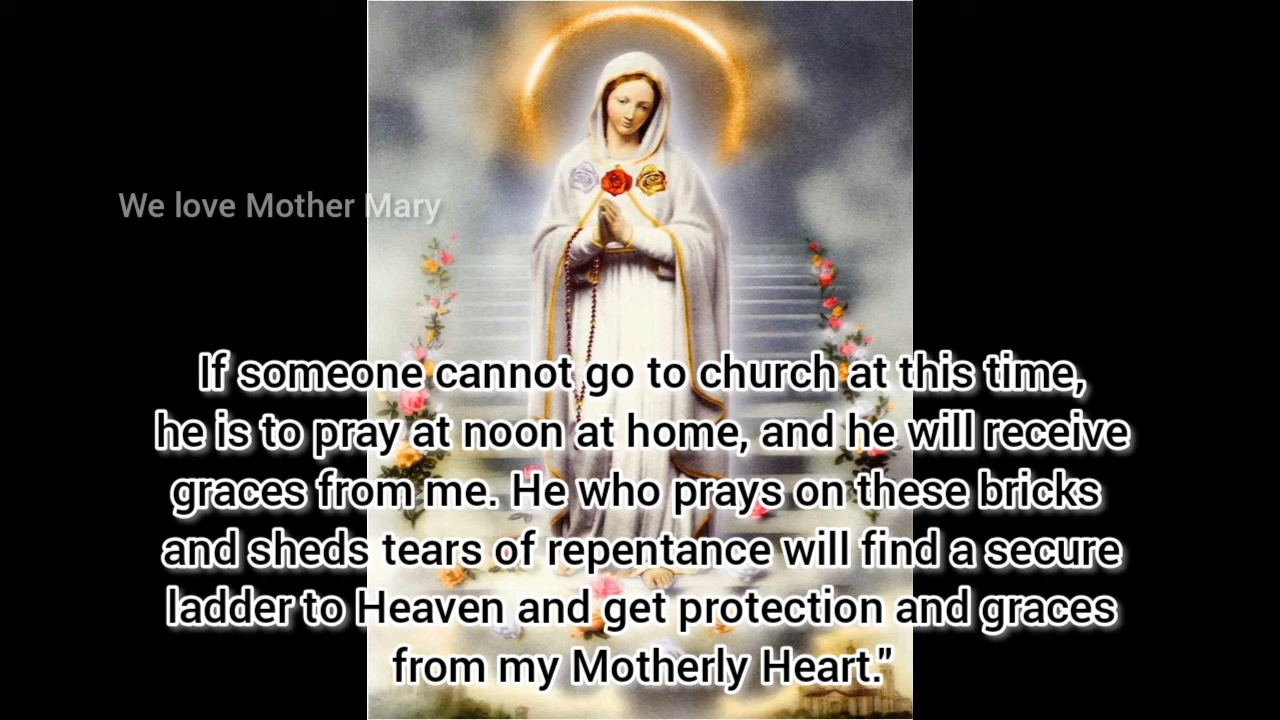 We love Mother Mary
If someone cannot go to church at this time,
he is to pray at noon at home, and he will receive
graces from me. He who prays on these bricks
and sheds tears of repentance will find a secure
ladder to Heaven and get protection and graces
from my Motherly Heart."